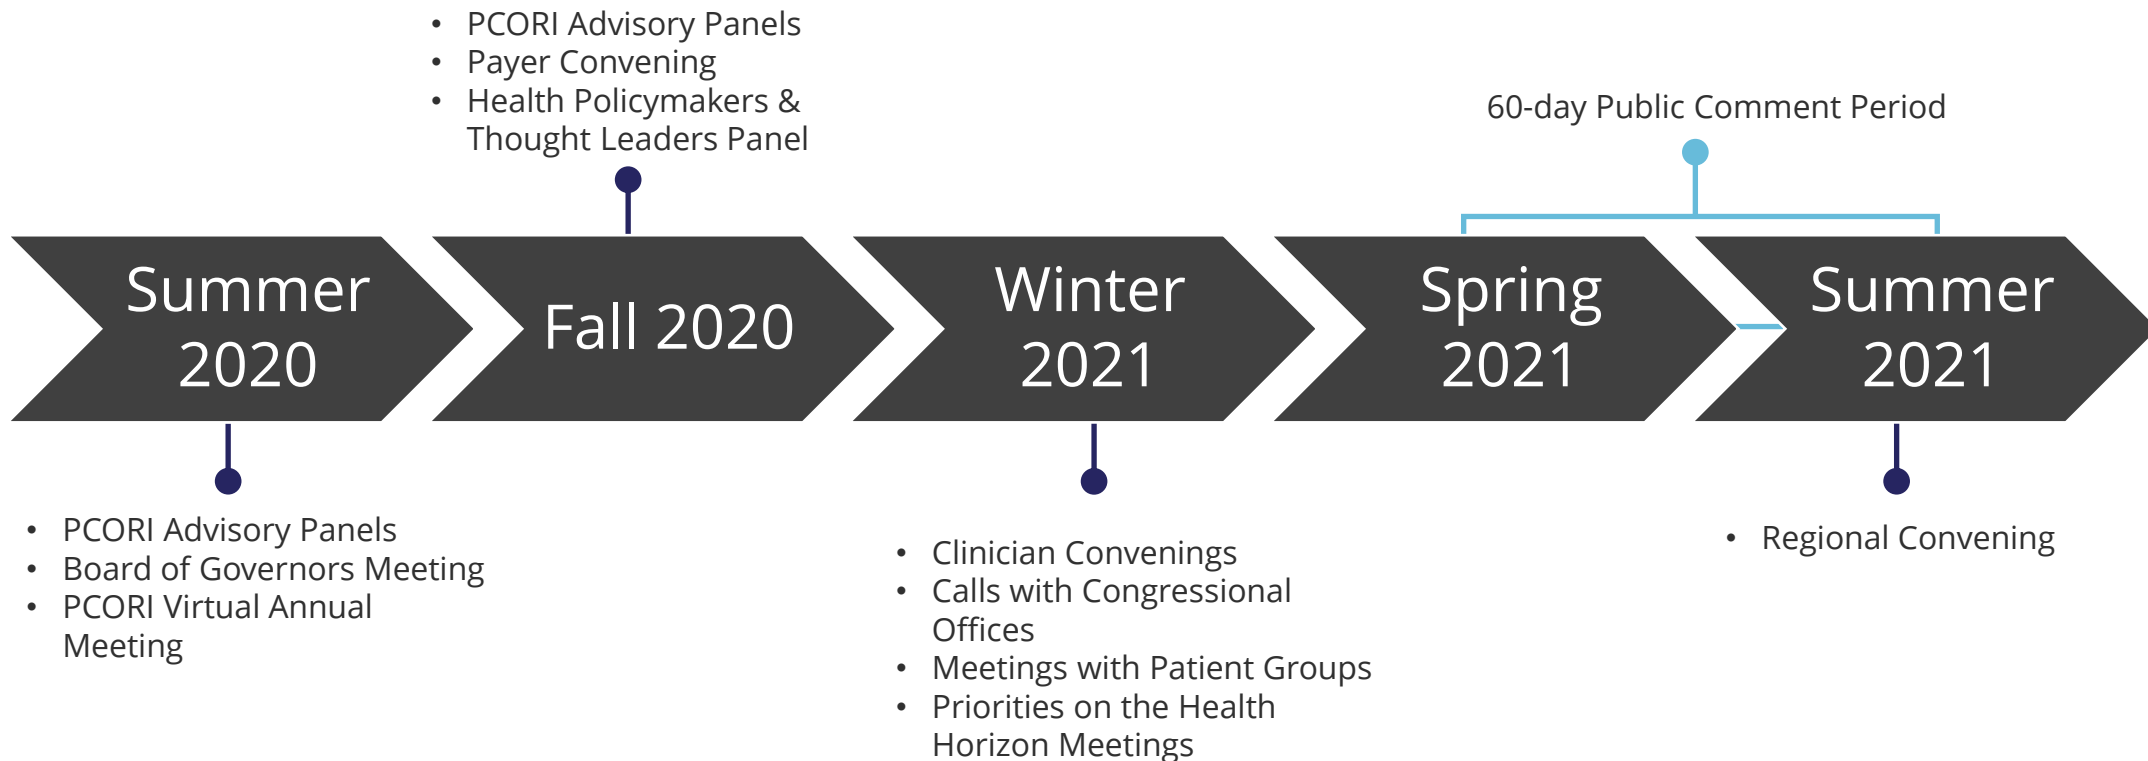 • PCORI Advisory Panels
• Payer Convening
• Health Policymakers &
Thought Leaders Panel
60-day Public Comment Period
Summer
2020
Fall 2020
Winter
2021
Spring
2021
Summer
2021
• PCORI Advisory Panels
• Board of Governors Meeting
• PCORI Virtual Annual
Meeting
• Clinician Convenings
• Calls with Congressional
Offices
• Meetings with Patient Groups
• Priorities on the Health
Horizon Meetings
• Regional Convening